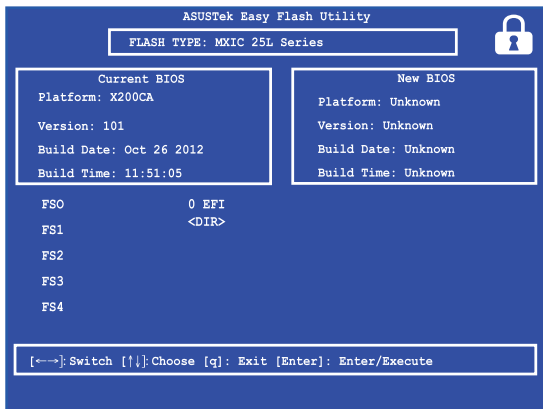 ASUSTek Easy Flash Utility
FLASH TYPE: MXIC 25L Series
Current BIOS
Platform: X200CA
Version: 101
Build Date: Oct 26 2012
Build Time: 11:51:05
New BIOS
Platform: Unknown
Version: Unknown
Build Date: Unknown
Build Time: Unknown
FSO 0 EFI
<DIR>
FS1
FS2
FS3
FS4
[←→]: Switch [↑↓]: Choose [q]: Exit [Enter]: Enter/Execute